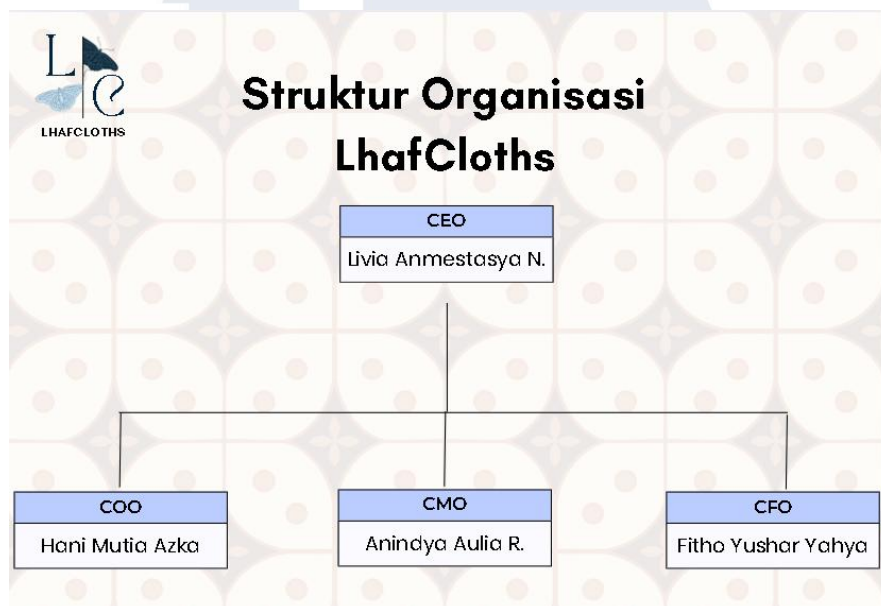 L C
LHAFCLOTHS
Struktur Organisasi
LhafCloths
CEO
Livia Anmestasya N.
COO
Hani Mutia Azka
CMO
Anindya Aulia R.
CFO
Fitho Yushar Yahya